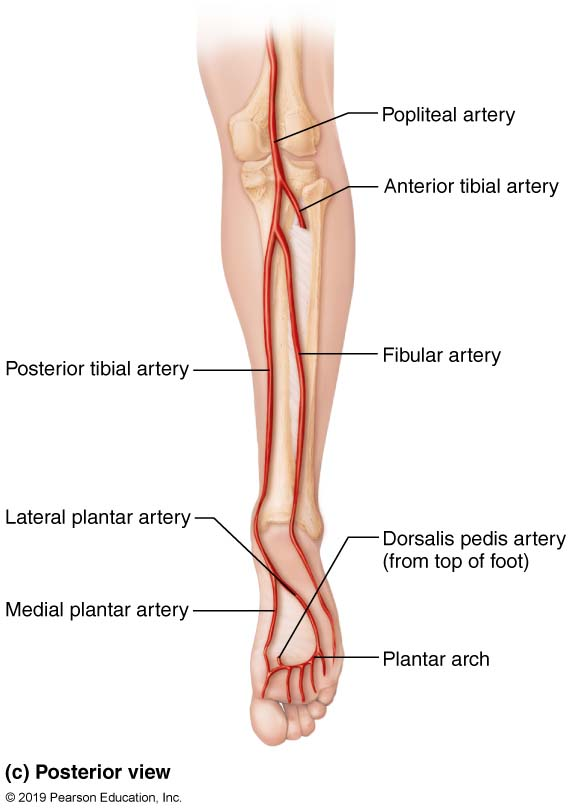 Popliteal artery
Anterior tibial artery
Fibular artery
Posterior tibial artery
Lateral plantar artery
Dorsalis pedis artery
(from top of foot)
Medial plantar artery
Plantar arch
(c) Posterior view
© 2019 Pearson Education, Inc.